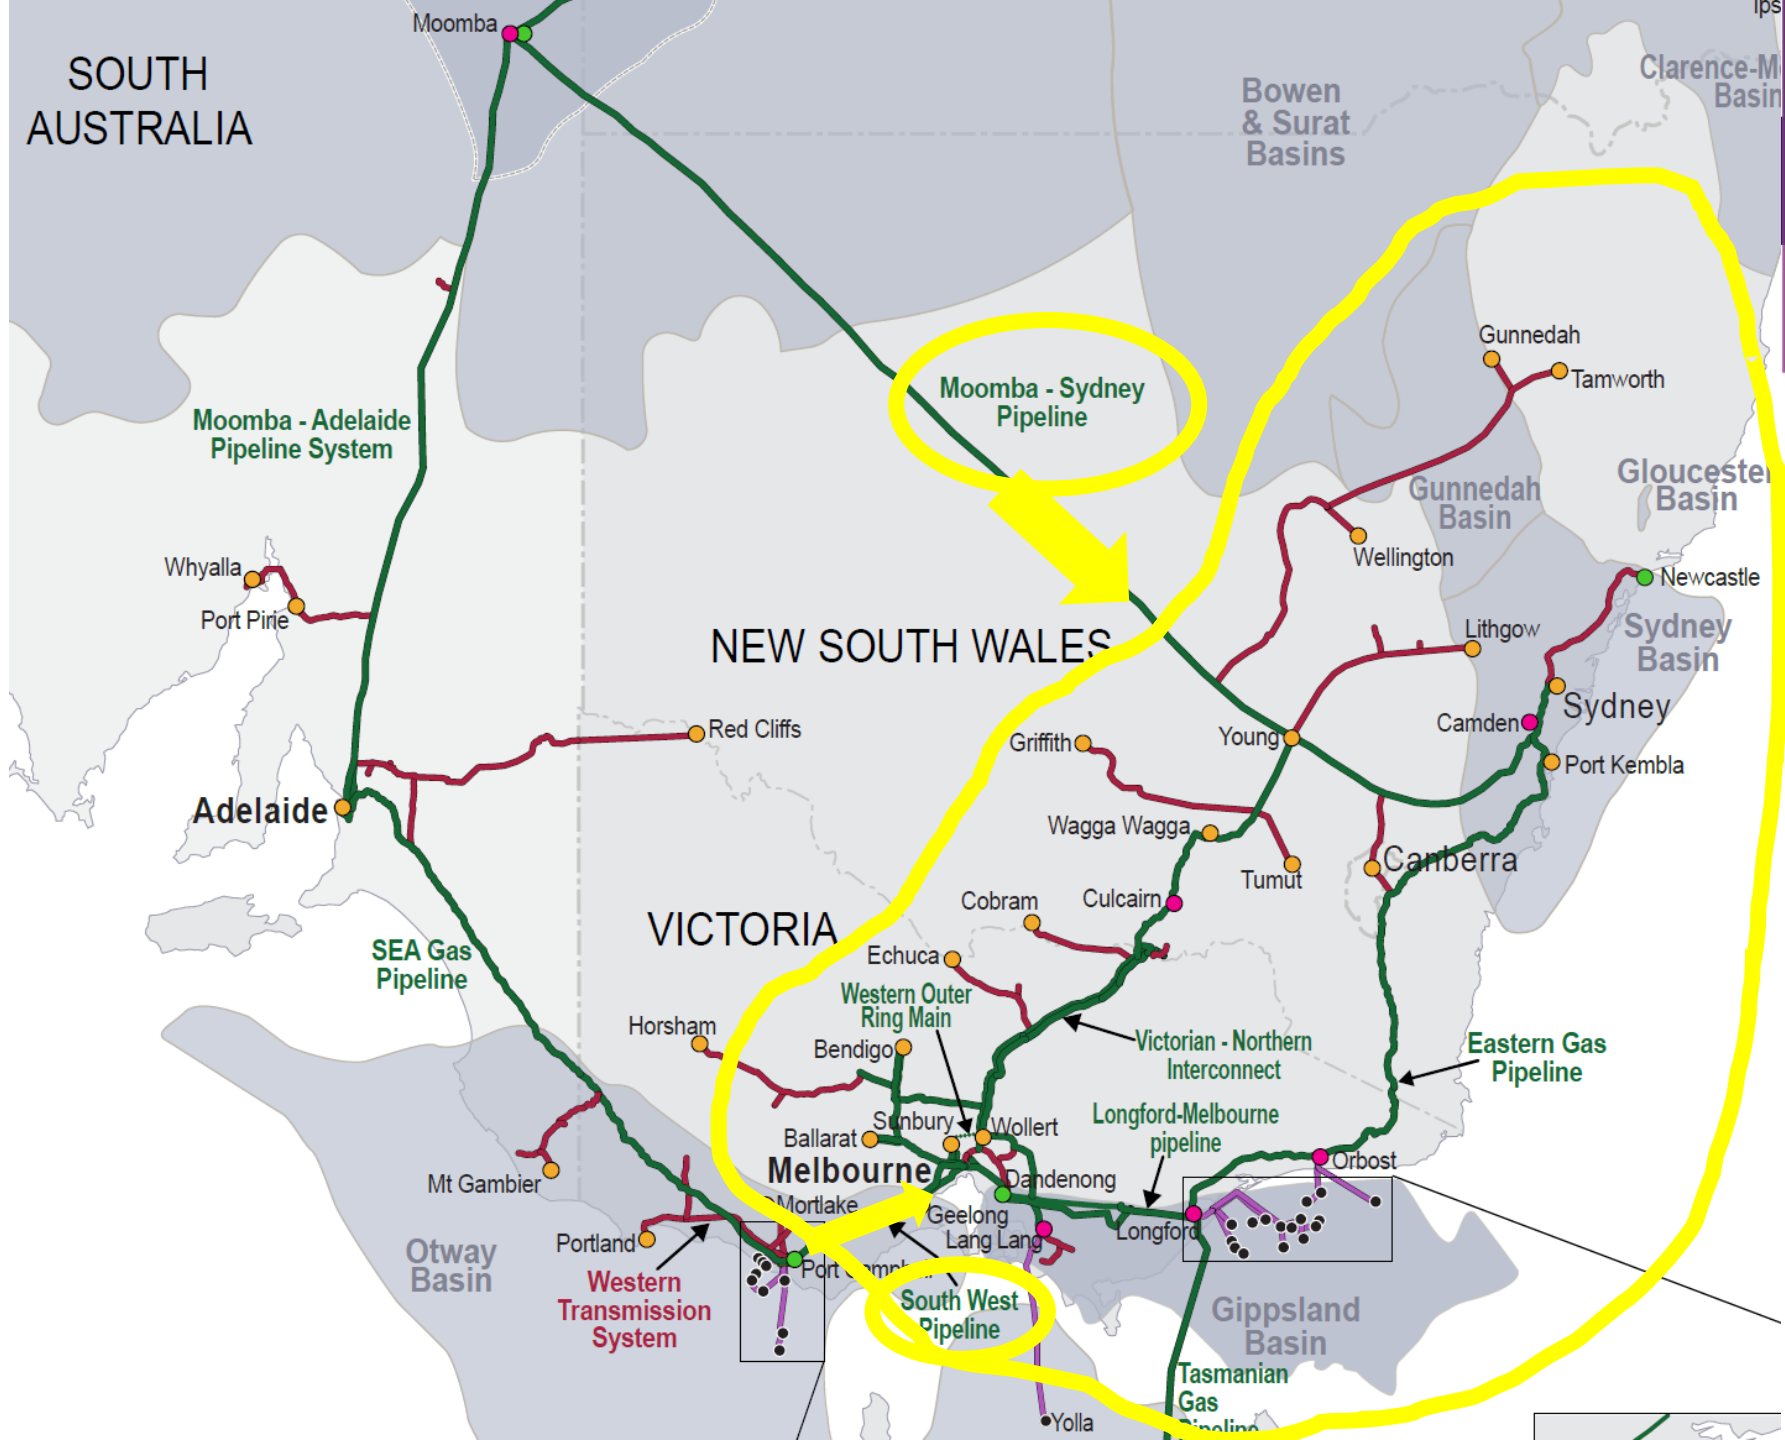 Ips
Moomba
SOUTH
AUSTRALIA
Clarence-M
Basin
Bowen
& Surat
Basins
Gunnedah
Tamworth
Moomba - Sydney
Pipeline
Moomba - Adelaide
Pipeline System
Gunnedah
Basin
Gloucester
Basin
Wellington
Whyalla
Port Pirie
Newcastle
NEW SOUTH WALES
Lithgow
Sydney
Basin
Red Cliffs
Griffith
Young
Camden
Sydney
Port Kembla
Adelaide
Wagga Wagga
Tumut
Canberra
Cobram
Culcairn
VICTORIA
SEA Gas
Pipeline
Echuca
Western Outer
Ring Main
Horsham
Bendigo
Victorian - Northern
Interconnect
Eastern Gas
Pipeline
Sunbury
Wollert
Longford-Melbourne
pipeline
Ballarat
Melbourne
Dandenong
Orbost
Mt Gambier
Mortlake
Geelong
Lang Lang
Longford
Portland
Otway
Basin
Port Campbell
Western
Transmission
System
South West
Pipeline
Gippsland
Basin
Tasmanian
Gas
Pipeline
Yolla